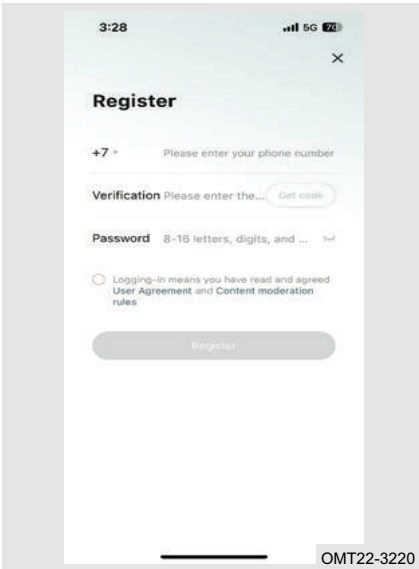 3:28
5G 70
Register
+7 Please enter your phone number
Verification Please enter the... Get code
Password 8-16 letters, digits, and ...
Logging-in means you have read and agreed
User Agreement and Content moderation
rules
Register
OMT22-3220